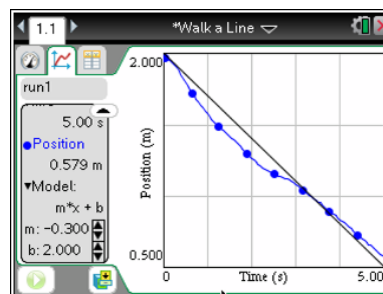 1.1
*Walk a Line
run1
5.00 s
Position
0.579 m
Model:
m*x + b
m: -0.300
b: 2.000
2.000
Position (m)
0.500
0
Time (s)
5.00